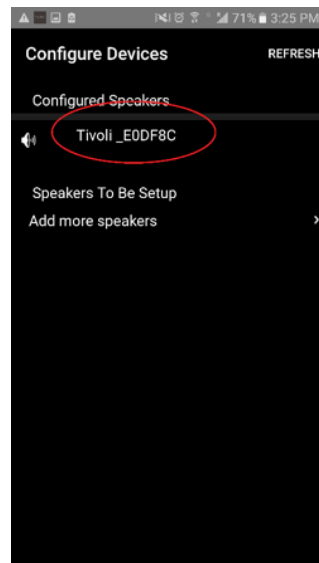 71% 3:25 PM
Configure Devices REFRESH
Configured Speakers
Tivoli _E0DF8C
Speakers To Be Setup
Add more speakers